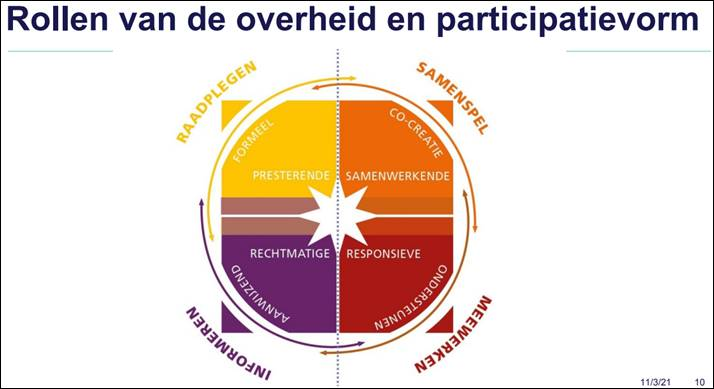 Rollen van de overheid en participatievorm
RAADPLEGEN
SAMENSPEL
FORMEEL
CO-CREATIE
PRESTERENDE
SAMENWERKENDE
RECHTMATIGE
RESPONSIEVE
AANWIJZEND
ONDERSTEUNEN
INFORMEREN
MEEWERKEN
11/3/21 10